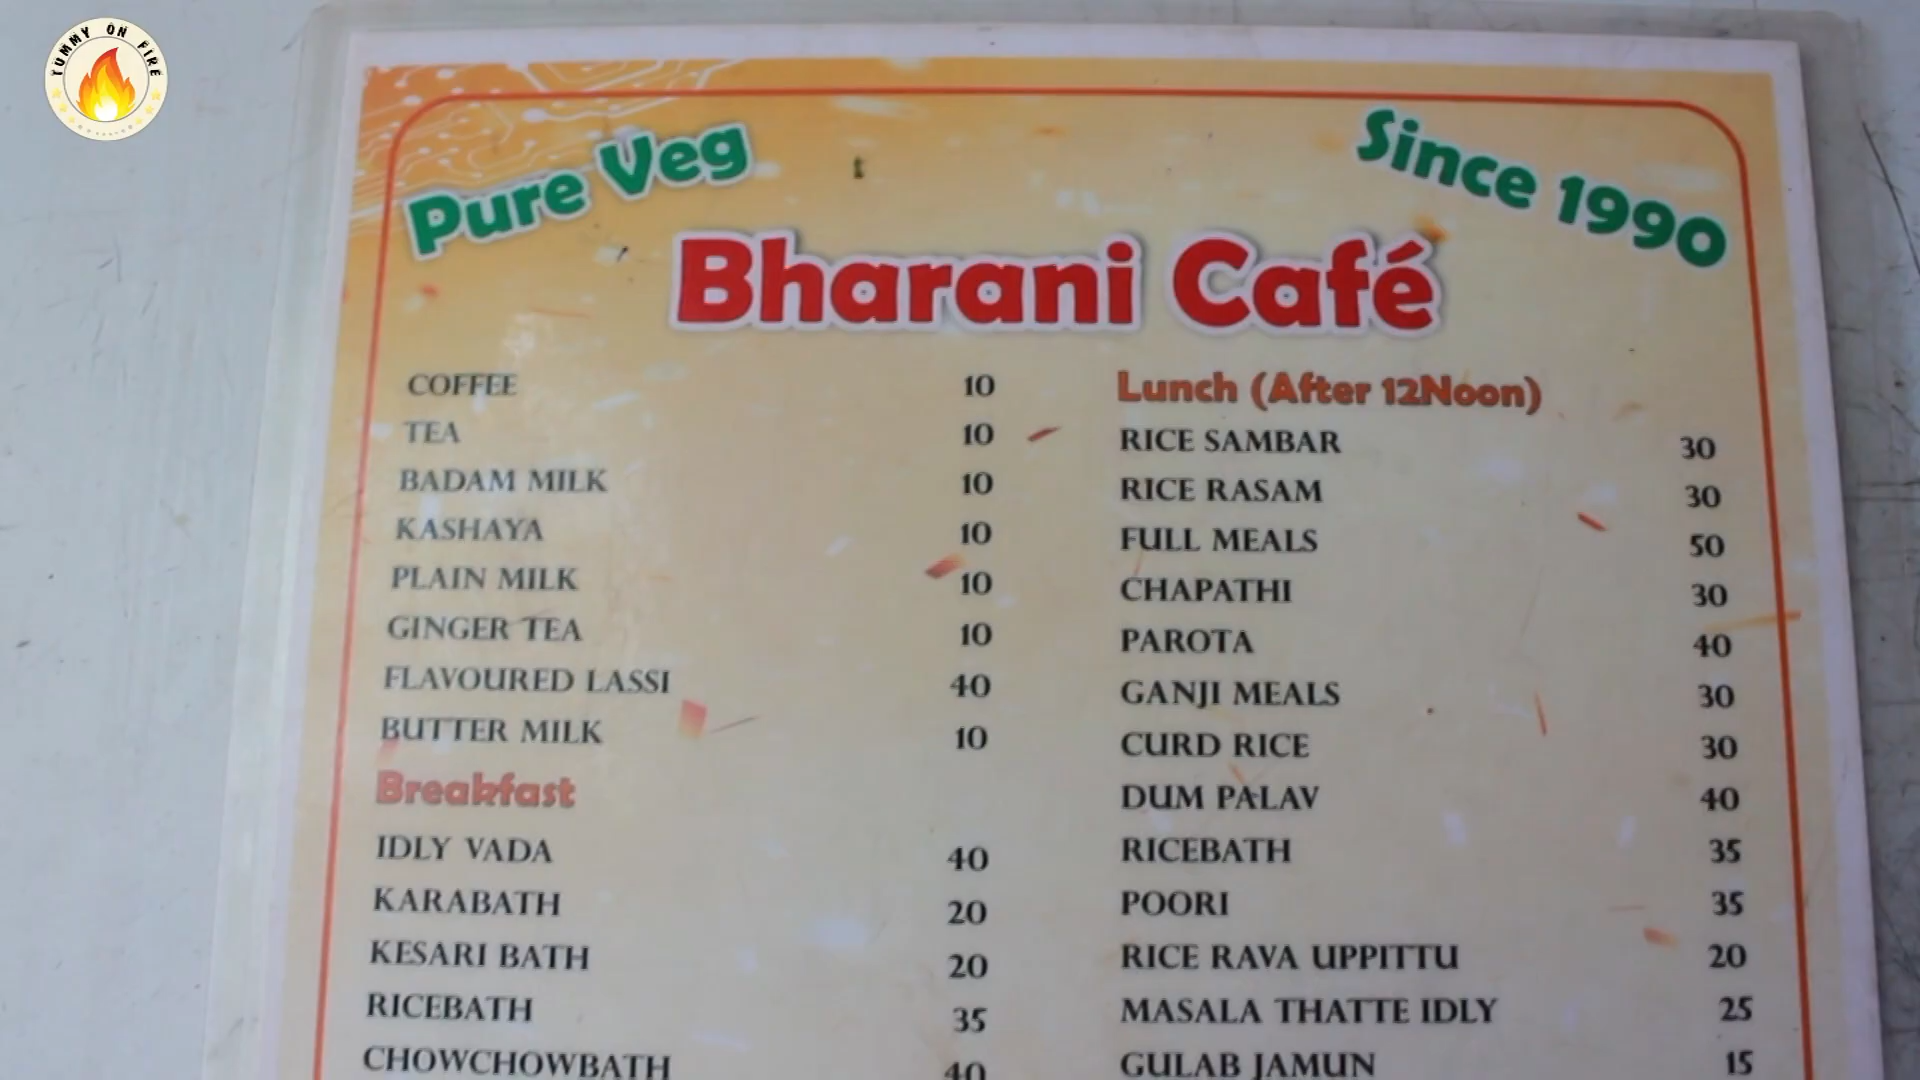 TUMMY ON FIRE
Pure Veg
Since 1990
Bharani Café
COFFEE 10
TEA 10
BADAM MILK 10
KASHAYA 10
PLAIN MILK 10
GINGER TEA 10
FLAVOURED LASSI 40
BUTTER MILK 10
Breakfast
IDLY VADA 40
KARABATH 20
KESARI BATH 20
RICEBATH 35
CHOWCHOWBATH 40
Lunch (After 12Noon)
RICE SAMBAR 30
RICE RASAM 30
FULL MEALS 50
CHAPATHI 30
PAROTA 40
GANJI MEALS 30
CURD RICE 30
DUM PALAV 40
RICEBATH 35
POORI 35
RICE RAVA UPPITTU 20
MASALA THATTE IDLY 25
GULAB JAMUN 15